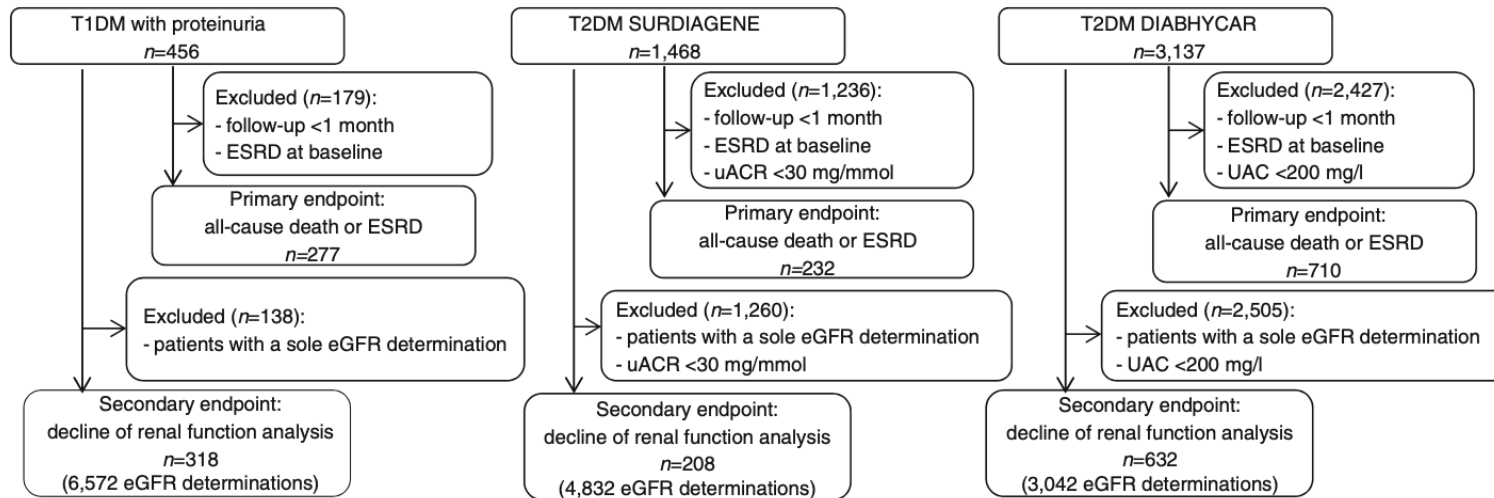 T1DM with proteinuria
n=456
Excluded (n=179):
- follow-up <1 month
- ESRD at baseline
Primary endpoint:
all-cause death or ESRD
n=277
Excluded (n=138):
- patients with a sole eGFR determination
Secondary endpoint:
decline of renal function analysis
n=318
(6,572 eGFR determinations)
T2DM SURDIAGENE
n=1,468
Excluded (n=1,236):
- follow-up <1 month
- ESRD at baseline
- uACR <30 mg/mmol
Primary endpoint:
all-cause death or ESRD
n=232
Excluded (n=1,260):
- patients with a sole eGFR determination
- uACR <30 mg/mmol
Secondary endpoint:
decline of renal function analysis
n=208
(4,832 eGFR determinations)
T2DM DIABHYCAR
n=3,137
Excluded (n=2,427):
- follow-up <1 month
- ESRD at baseline
- UAC <200 mg/l
Primary endpoint:
all-cause death or ESRD
n=710
Excluded (n=2,505):
- patients with a sole eGFR determination
- UAC <200 mg/l
Secondary endpoint:
decline of renal function analysis
n=632
(3,042 eGFR determinations)